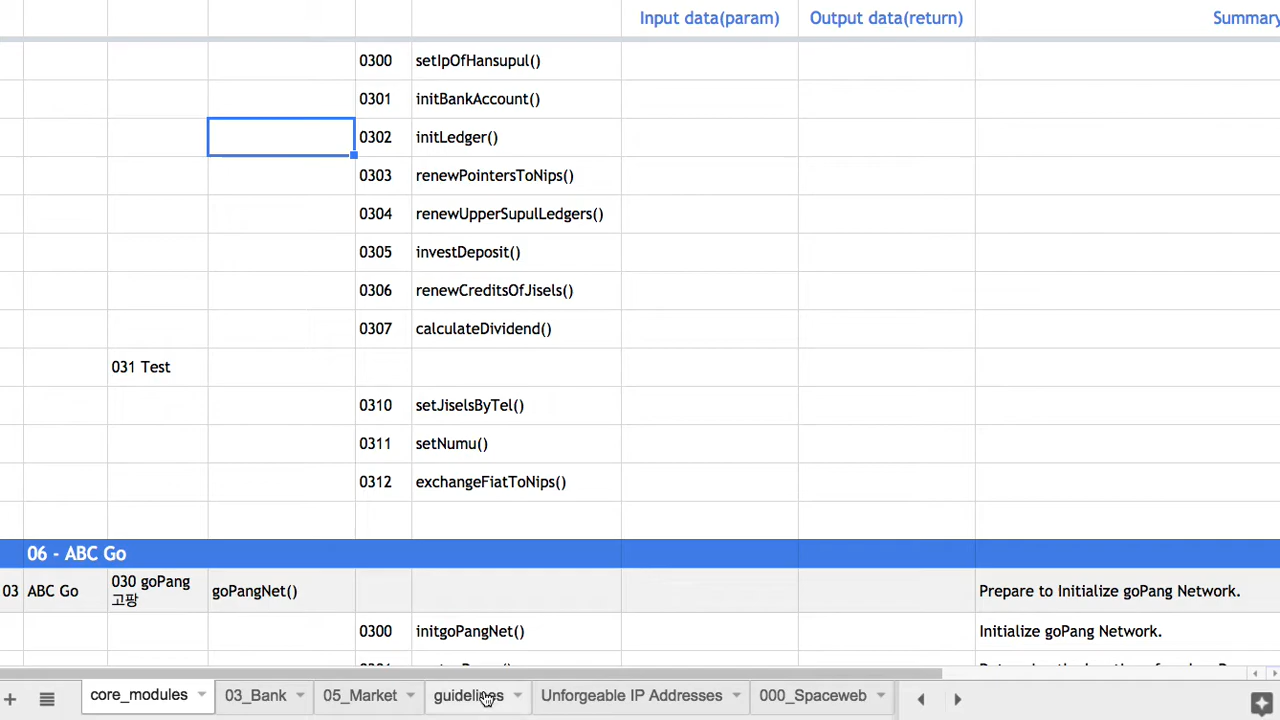 Input data(param) Output data(return) Summary
0300 setIpOfHansupul()
0301 initBankAccount()
0302 initLedger()
0303 renewPointersToNips()
0304 renewUpperSupulLedgers()
0305 investDeposit()
0306 renewCreditsOfJisels()
0307 calculateDividend()
031 Test
0310 setJiselsByTel()
0311 setNumu()
0312 exchangeFiatToNips()
06 - ABC Go
03 ABC Go 030 goPang goPangNet() Prepare to Initialize goPang Network.
고팡
0300 initgoPangNet() Initialize goPang Network.
core_modules 03_Bank 05_Market guidelines Unforgeable IP Addresses 000_Spaceweb